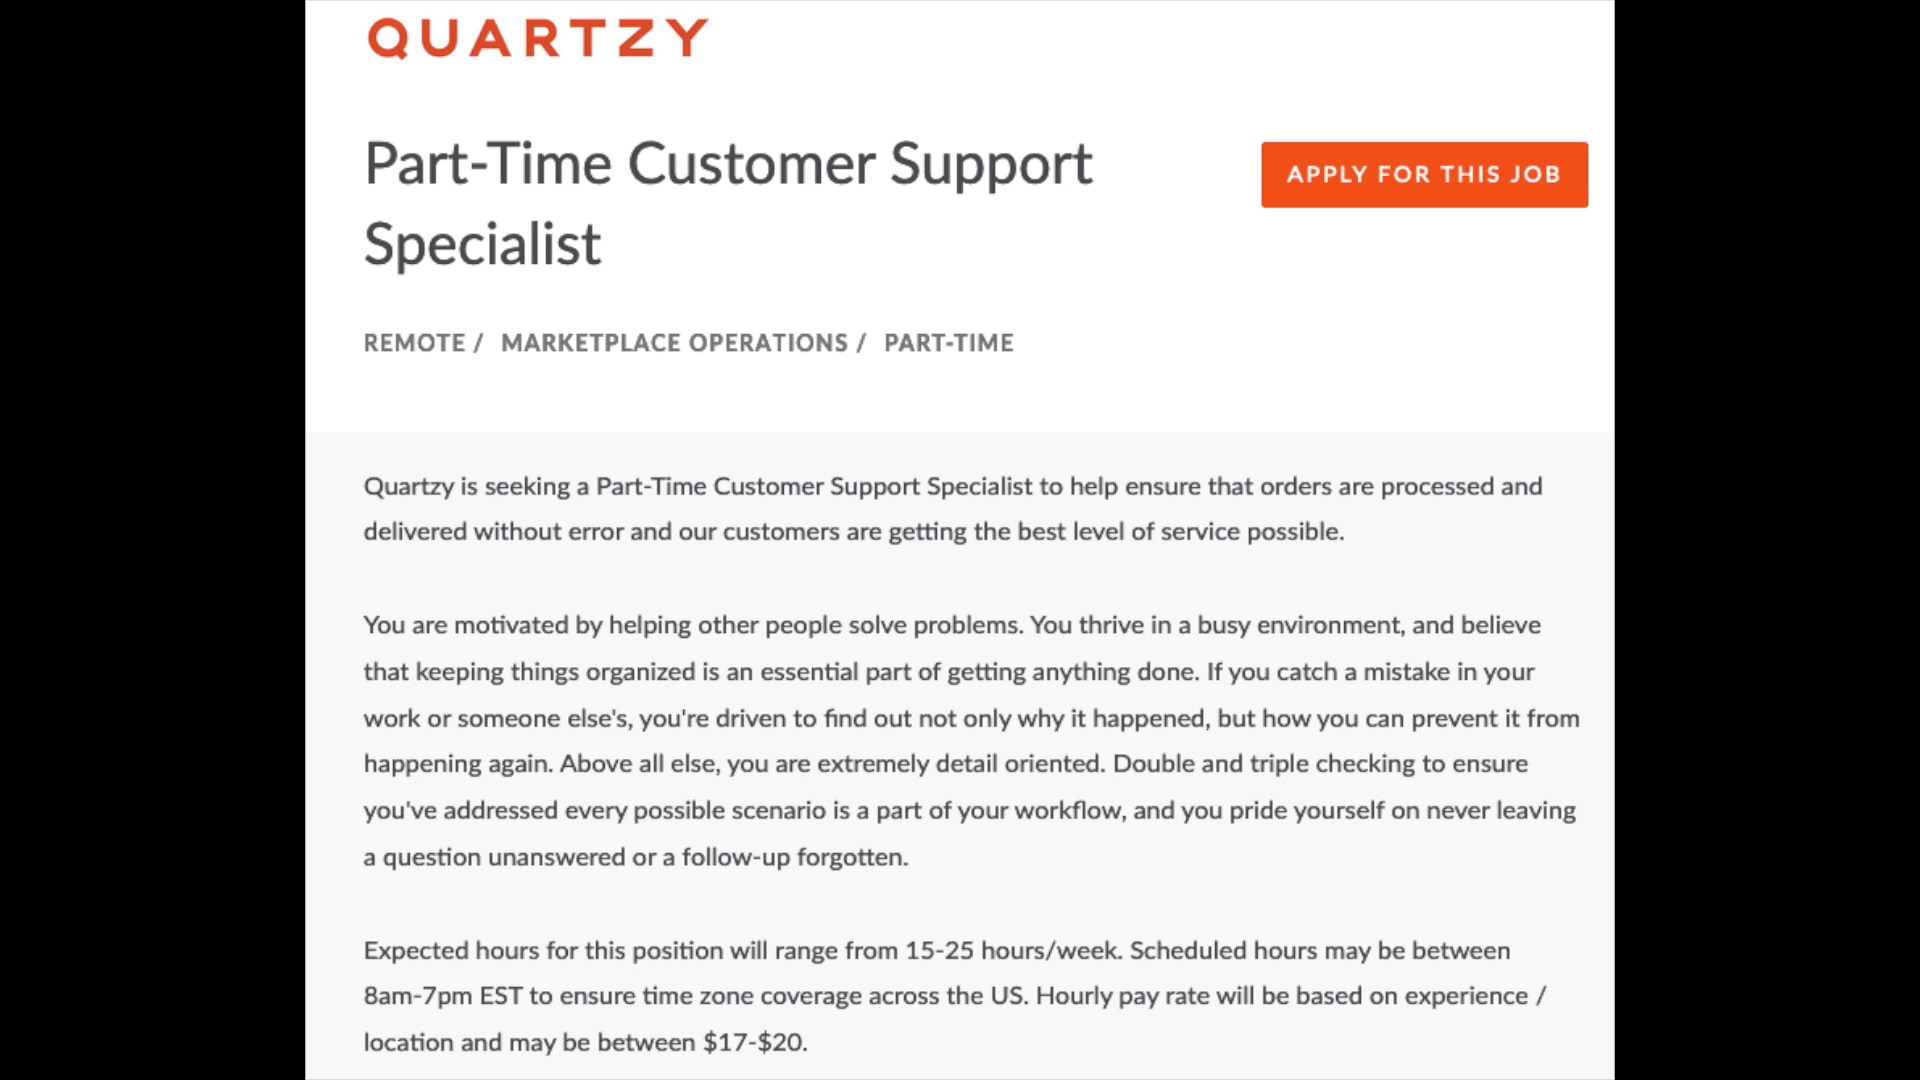 QUARTZY
Part-Time Customer Support
Specialist
APPLY FOR THIS JOB
REMOTE / MARKETPLACE OPERATIONS / PART-TIME
Quartzy is seeking a Part-Time Customer Support Specialist to help ensure that orders are processed and
delivered without error and our customers are getting the best level of service possible.
You are motivated by helping other people solve problems. You thrive in a busy environment, and believe
that keeping things organized is an essential part of getting anything done. If you catch a mistake in your
work or someone else's, you're driven to find out not only why it happened, but how you can prevent it from
happening again. Above all else, you are extremely detail oriented. Double and triple checking to ensure
you've addressed every possible scenario is a part of your workflow, and you pride yourself on never leaving
a question unanswered or a follow-up forgotten.
Expected hours for this position will range from 15-25 hours/week. Scheduled hours may be between
8am-7pm EST to ensure time zone coverage across the US. Hourly pay rate will be based on experience /
location and may be between $17-$20.